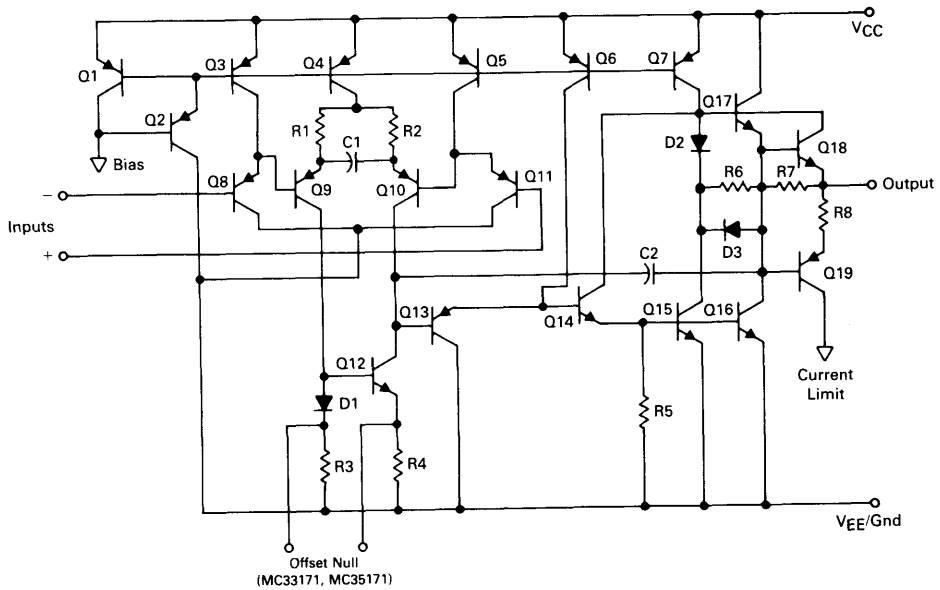 VCC
Q1
Q3
Q4
Q5
Q6
Q7
Q17
Q2
R1
C1
R2
D2
Q18
Bias
R6
R7
Output
−
Q8
Q9
Q10
Q11
R8
Inputs
D3
+
C2
Q19
Q13
Q14
Q15
Q16
Q12
D1
Current
Limit
R5
R3
R4
VEE/Gnd
Offset Null
(MC33171, MC35171)